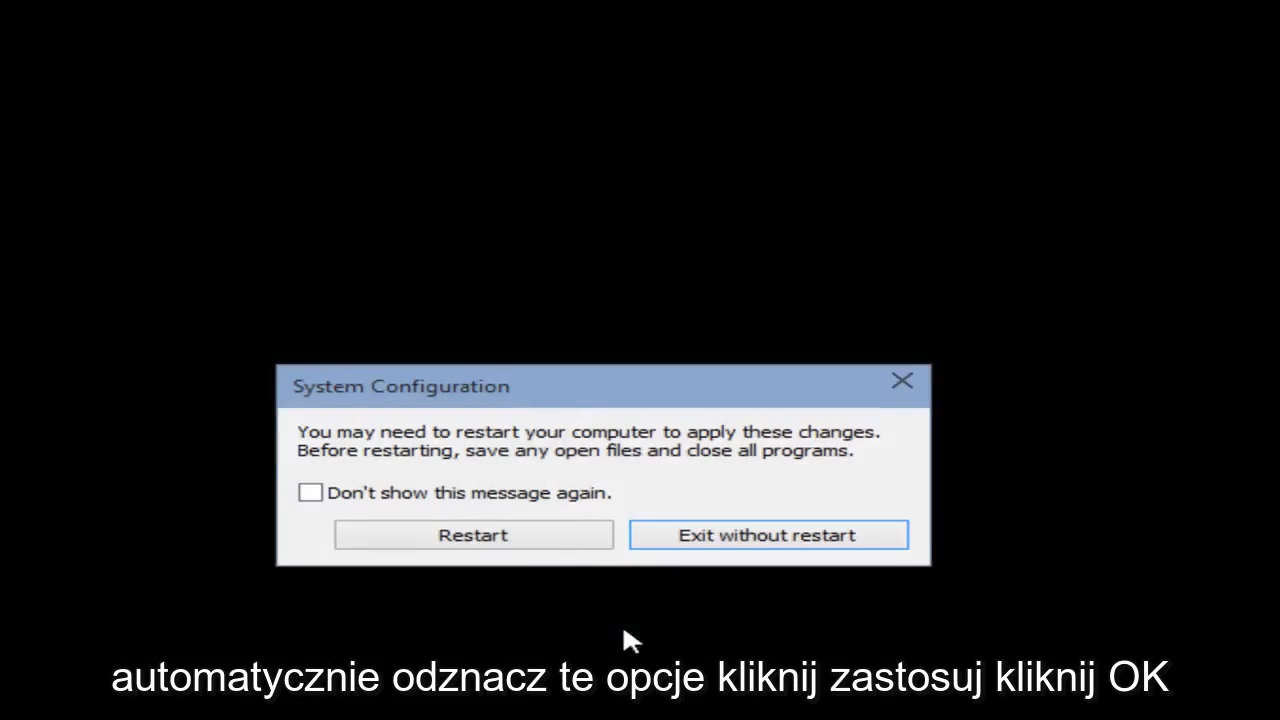 System Configuration
You may need to restart your computer to apply these changes.
Before restarting, save any open files and close all programs.
Don't show this message again.
Restart
Exit without restart
automatycznie odznacz te opcje kliknij zastosuj kliknij OK